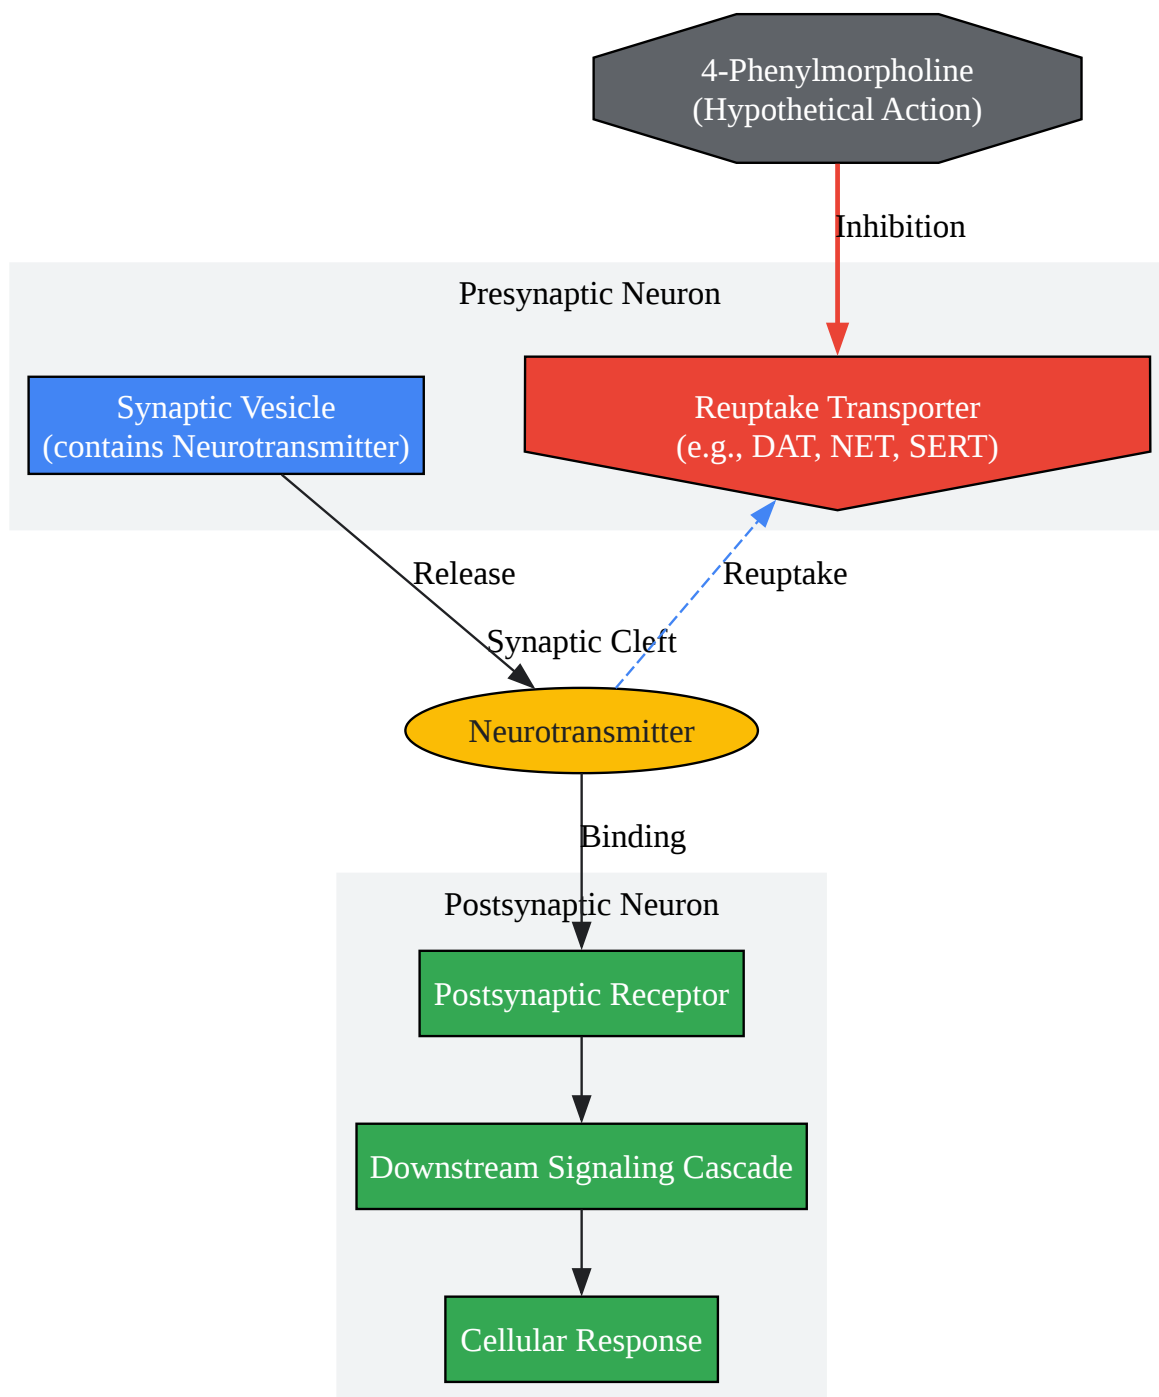 4-Phenylmorpholine
(Hypothetical Action)
Inhibition
Presynaptic Neuron
Synaptic Vesicle
(contains Neurotransmitter)
Reuptake Transporter
(e.g., DAT, NET, SERT)
Release
Reuptake
Synaptic Cleft
Neurotransmitter
Binding
Postsynaptic Neuron
Postsynaptic Receptor
Downstream Signaling Cascade
Cellular Response